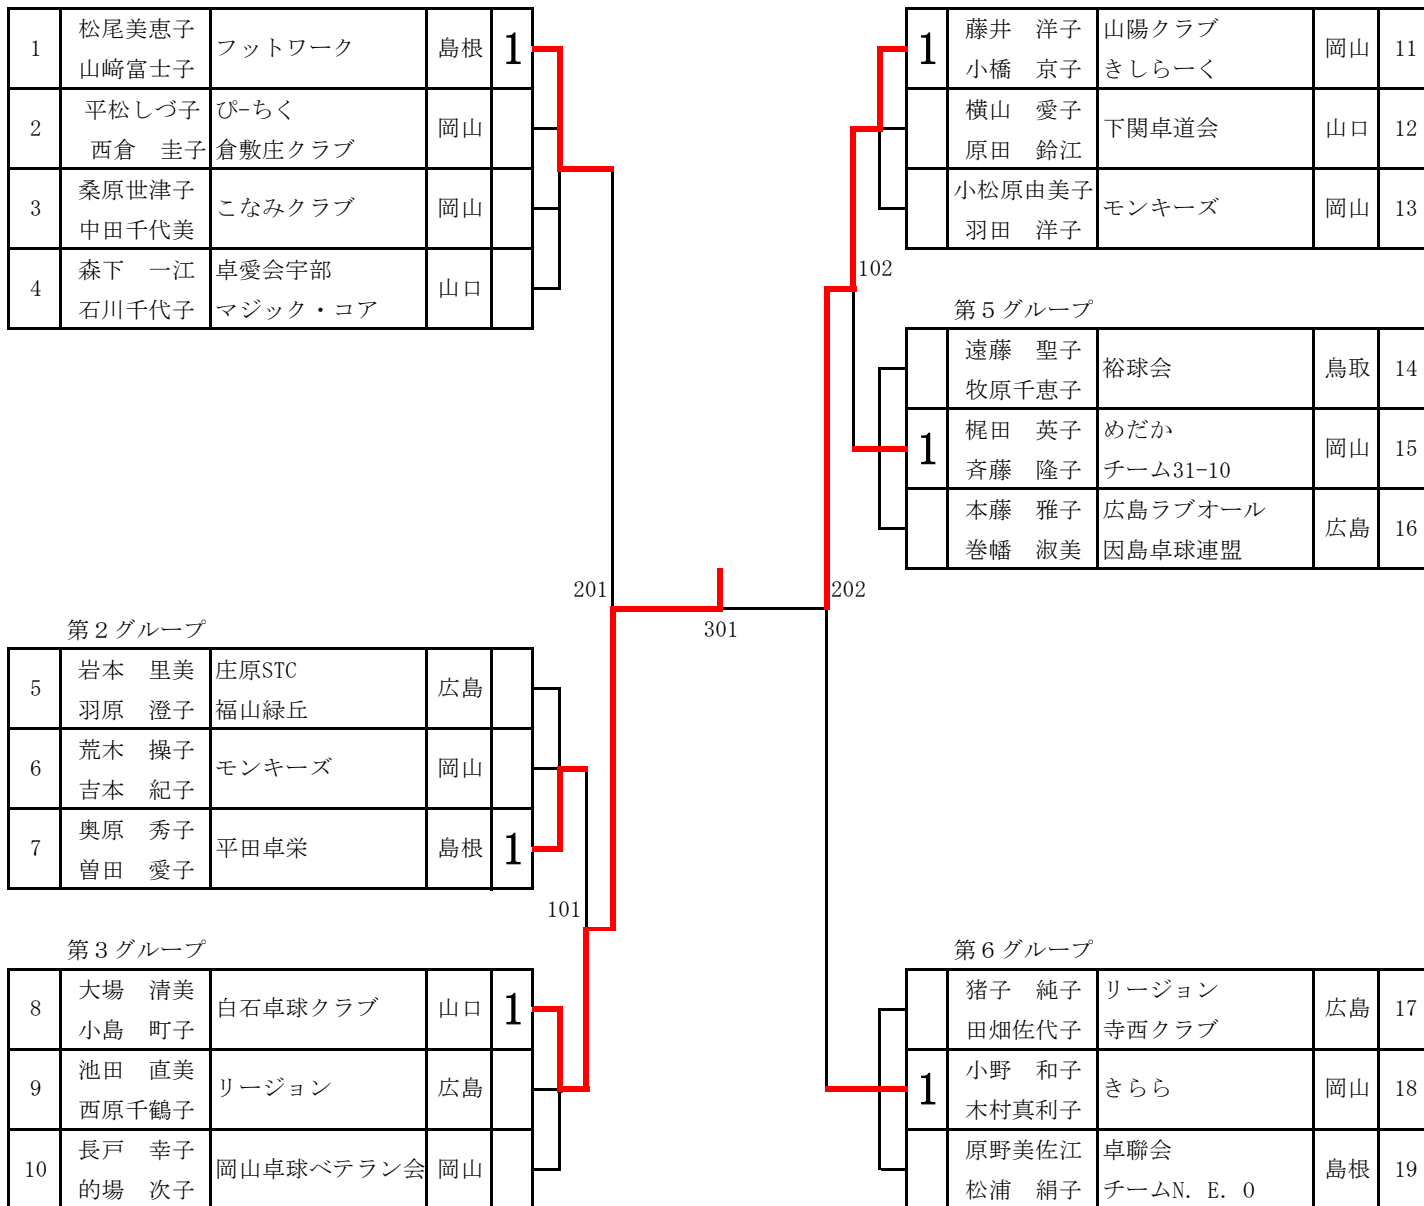 1 松尾美恵子 フットワーク 島根 1
山﨑富士子
2 平松しづ子 ぴーちく 岡山
西倉　圭子 倉敷庄クラブ
3 桑原世津子 こなみクラブ 岡山
中田千代美
4 森下　一江 卓愛会宇部 山口
石川千代子 マジック・コア
201
第２グループ
5 岩本　里美 庄原STC 広島
羽原　澄子 福山緑丘
6 荒木　操子 モンキーズ 岡山
吉本　紀子
7 奥原　秀子 平田卓栄 島根 1
曽田　愛子
101
第３グループ
8 大場　清美 白石卓球クラブ 山口 1
小島　町子
9 池田　直美 リージョン 広島
西原千鶴子
10 長戸　幸子 岡山卓球ベテラン会 岡山
的場　次子
301
1 藤井　洋子 山陽クラブ 岡山 11
小橋　京子 きしらーく
横山　愛子 下関卓道会 山口 12
原田　鈴江
小松原由美子 モンキーズ 岡山 13
羽田　洋子
102
第５グループ
遠藤　聖子 裕球会 鳥取 14
牧原千恵子
1 梶田　英子 めだか 岡山 15
斉藤　隆子 チーム31-10
本藤　雅子 広島ラブオール 広島 16
巻幡　淑美 因島卓球連盟
202
第６グループ
猪子　純子 リージョン 広島 17
田畑佐代子 寺西クラブ
1 小野　和子 きらら 岡山 18
木村真利子
原野美佐江 卓聯会 島根 19
松浦　絹子 チームN. E. O